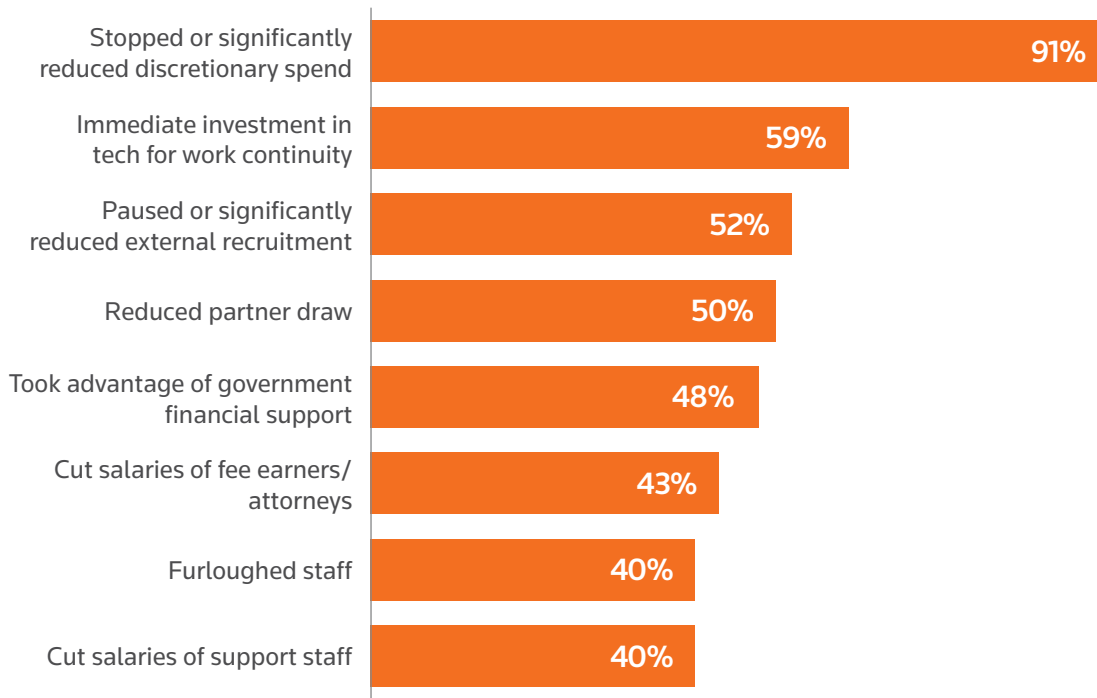 Stopped or significantly
reduced discretionary spend
91%
Immediate investment in
tech for work continuity
59%
Paused or significantly
reduced external recruitment
52%
Reduced partner draw
50%
Took advantage of government
financial support
48%
Cut salaries of fee earners/
attorneys
43%
Furloughed staff
40%
Cut salaries of support staff
40%